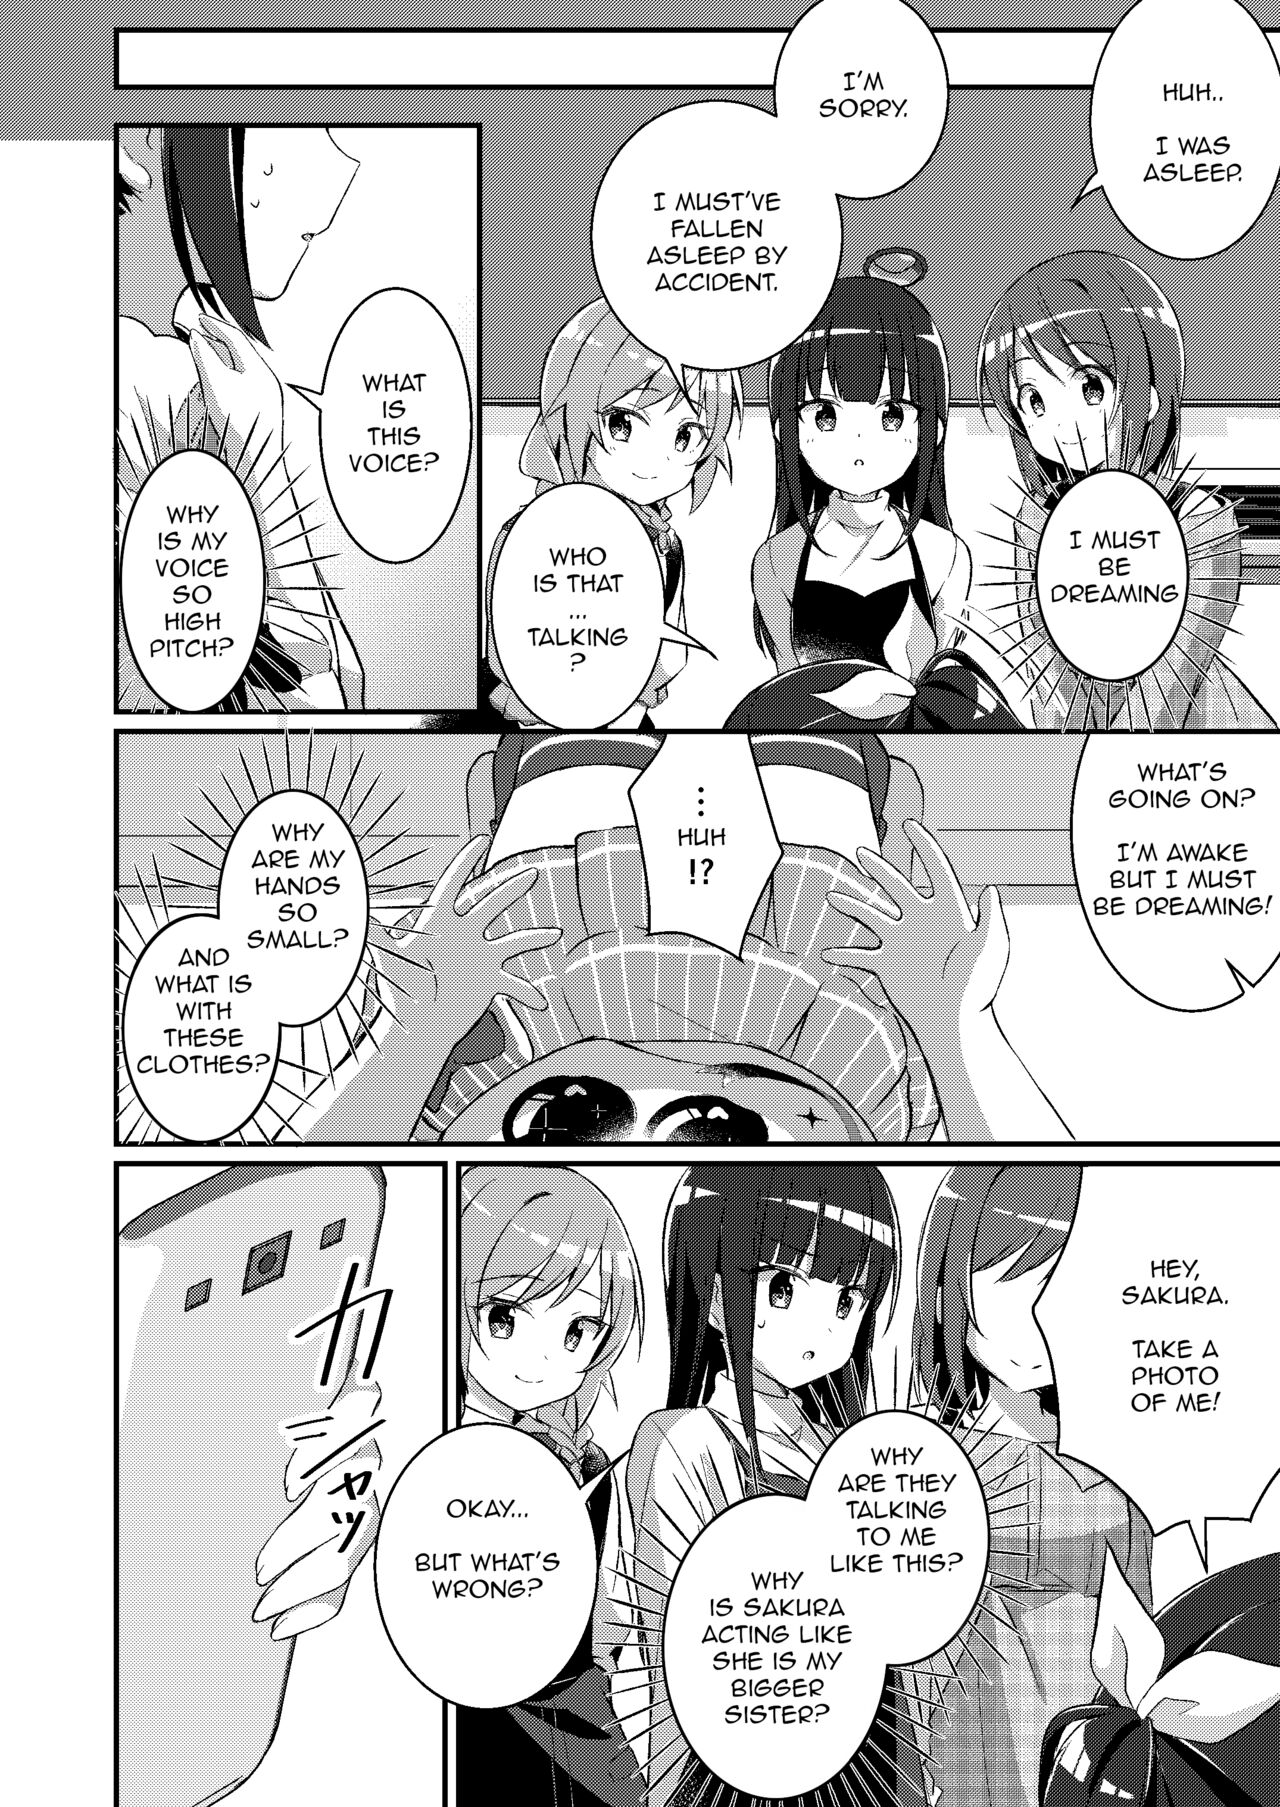 HUH..
I WAS
ASLEEP.
I'M
SORRY.
I MUST'VE
FALLEN
ASLEEP BY
ACCIDENT.
I MUST
BE
DREAMING
WHO
IS THAT
...
TALKING
?
WHAT
IS
THIS
VOICE?
WHY
IS MY
VOICE
SO
HIGH
PITCH?
WHAT'S
GOING ON?
I'M AWAKE
BUT I MUST
BE DREAMING!
...
HUH
!?
WHY
ARE MY
HANDS
SO
SMALL?
AND
WHAT IS
WITH
THESE
CLOTHES?
HEY,
SAKURA.
TAKE A
PHOTO
OF ME!
WHY
ARE THEY
TALKING
TO ME
LIKE THIS?
WHY
IS SAKURA
ACTING LIKE
SHE IS MY
BIGGER
SISTER?
OKAY...
BUT WHAT'S
WRONG?
カシャッ